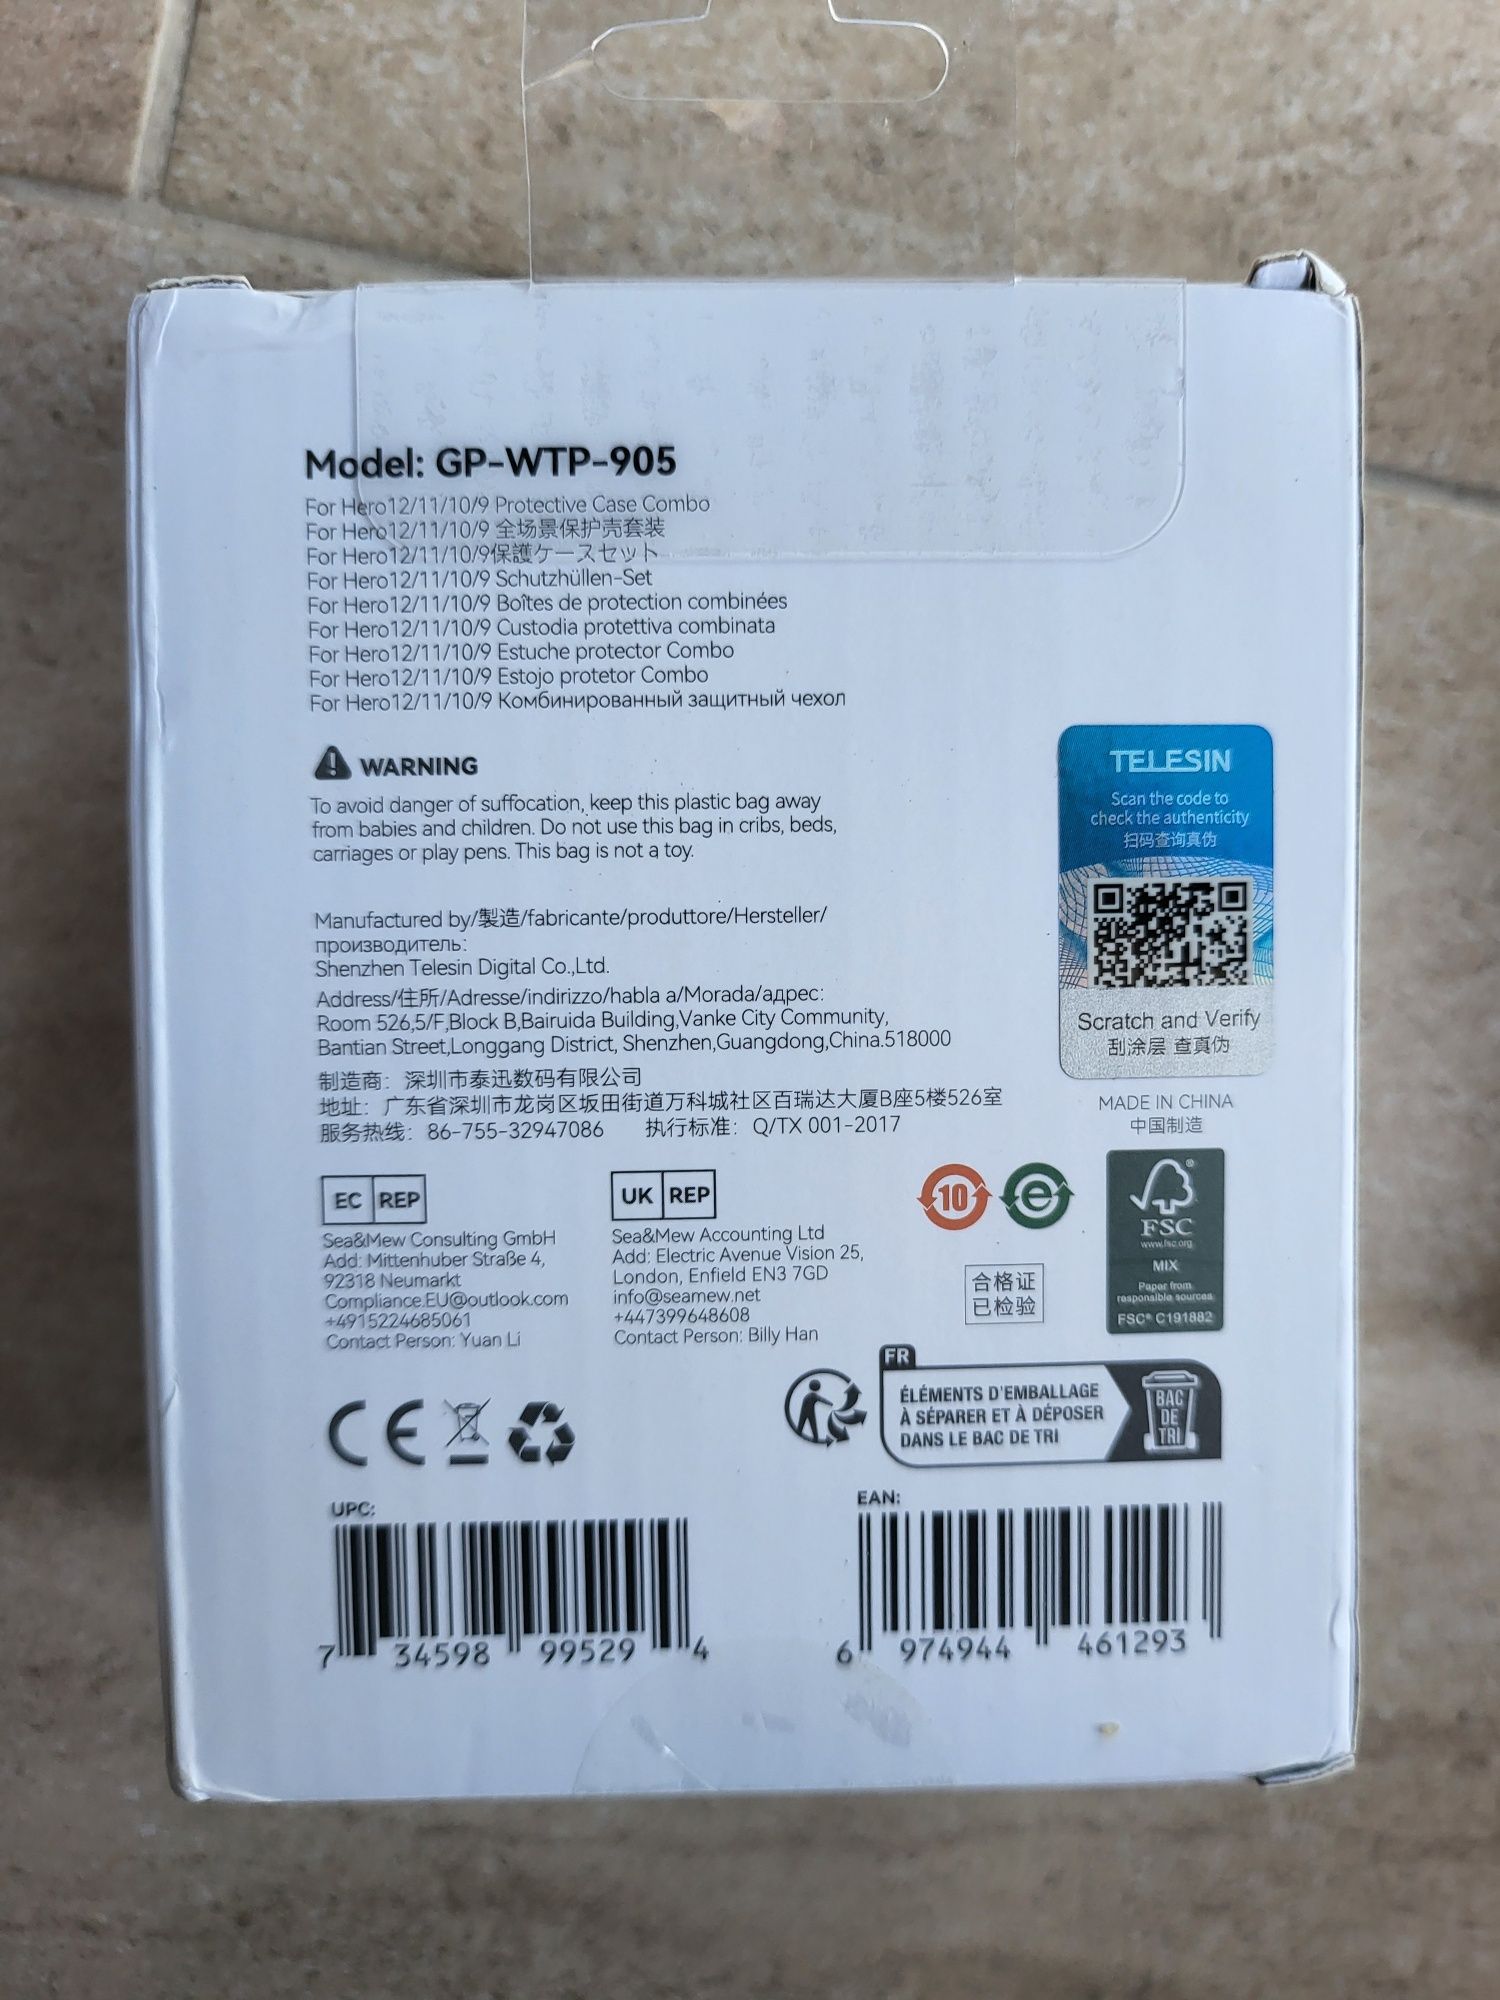 Model: GP-WTP-905
For Hero12/11/10/9 Protective Case Combo
For Hero12/11/10/9 全场景保护壳套装
For Hero12/11/10/9保護ケースセット
For Hero12/11/10/9 Schutzhüllen-Set
For Hero12/11/10/9 Boîtes de protection combinées
For Hero12/11/10/9 Custodia protettiva combinata
For Hero12/11/10/9 Estuche protector Combo
For Hero12/11/10/9 Estojo protetor Combo
For Hero12/11/10/9 Комбинированный защитный чехол
WARNING
To avoid danger of suffocation, keep this plastic bag away
from babies and children. Do not use this bag in cribs, beds,
carriages or play pens. This bag is not a toy.
TELESIN
Scan the code to
check the authenticity
扫码查询真伪
Scratch and Verify
刮涂层 查真伪
Manufactured by/製造/fabricante/produttore/Hersteller/
производитель:
Shenzhen Telesin Digital Co.,Ltd.
Address/住所/Adresse/indirizzo/habla a/Morada/адрес:
Room 526,5/F,Block B,Bairuida Building,Vanke City Community,
Bantian Street,Longgang District, Shenzhen,Guangdong,China.518000
制造商：深圳市泰迅数码有限公司
地址：广东省深圳市龙岗区坂田街道万科城社区百瑞达大厦B座5楼526室
服务热线：86-755-32947086 执行标准：Q/TX 001-2017
MADE IN CHINA
中国制造
EC REP
Sea&Mew Consulting GmbH
Add: Mittenhuber Straße 4,
92318 Neumarkt
Compliance.EU@outlook.com
+4915224685061
Contact Person: Yuan Li
UK REP
Sea&Mew Accounting Ltd
Add: Electric Avenue Vision 25,
London, Enfield EN3 7GD
info@seamew.net
+447399648608
Contact Person: Billy Han
10
e
合格证
已检验
FSC
www.fsc.org
MIX
Paper from
responsible sources
FSC® C191882
CE
FR
ÉLÉMENTS D'EMBALLAGE
À SÉPARER ET À DÉPOSER
DANS LE BAC DE TRI
BAC
DE
TRI
UPC:
7 34598 99529 4
EAN:
6 974944 461293